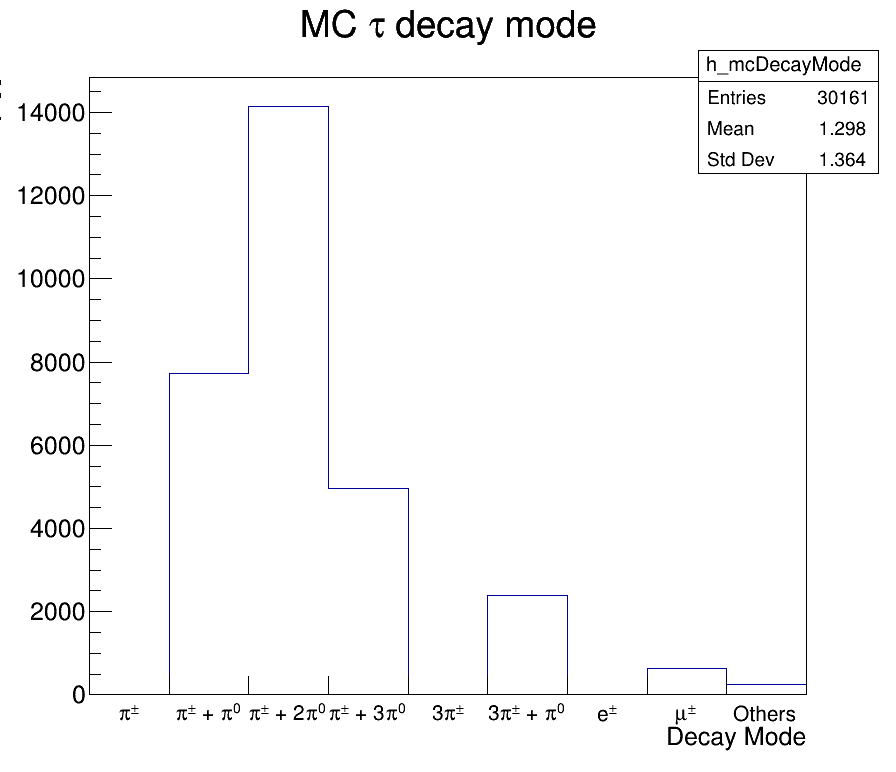 MC τ decay mode
h_mcDecayMode
Entries 30161
Mean 1.298
Std Dev 1.364
14000
12000
10000
8000
6000
4000
2000
0
π± π± + π⁰ π± + 2π⁰ π± + 3π⁰ 3π± 3π± + π⁰ e± μ± Others
Decay Mode